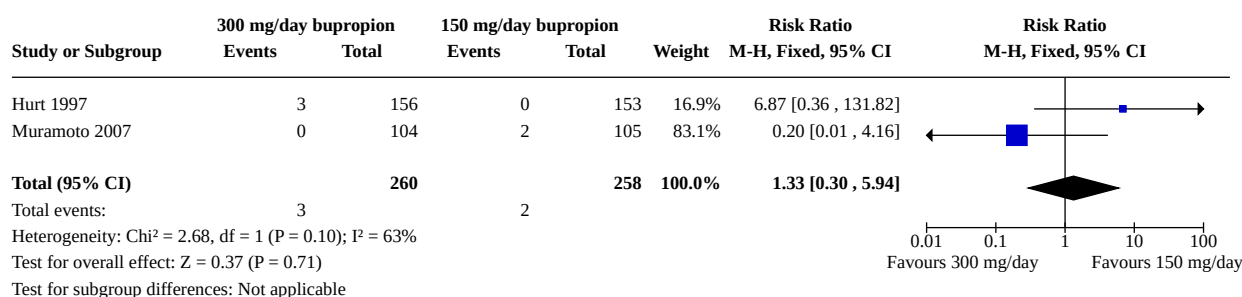 300 mg/day bupropion 150 mg/day bupropion Risk Ratio Risk Ratio
Study or Subgroup Events Total Events Total Weight M-H, Fixed, 95% CI M-H, Fixed, 95% CI
Hurt 1997 3 156 0 153 16.9% 6.87 [0.36 , 131.82]
Muramoto 2007 0 104 2 105 83.1% 0.20 [0.01 , 4.16]
Total (95% CI) 260 258 100.0% 1.33 [0.30 , 5.94]
Total events: 3 2
Heterogeneity: Chi² = 2.68, df = 1 (P = 0.10); I² = 63%
0.01 0.1 1 10 100
Test for overall effect: Z = 0.37 (P = 0.71) Favours 300 mg/day Favours 150 mg/day
Test for subgroup differences: Not applicable